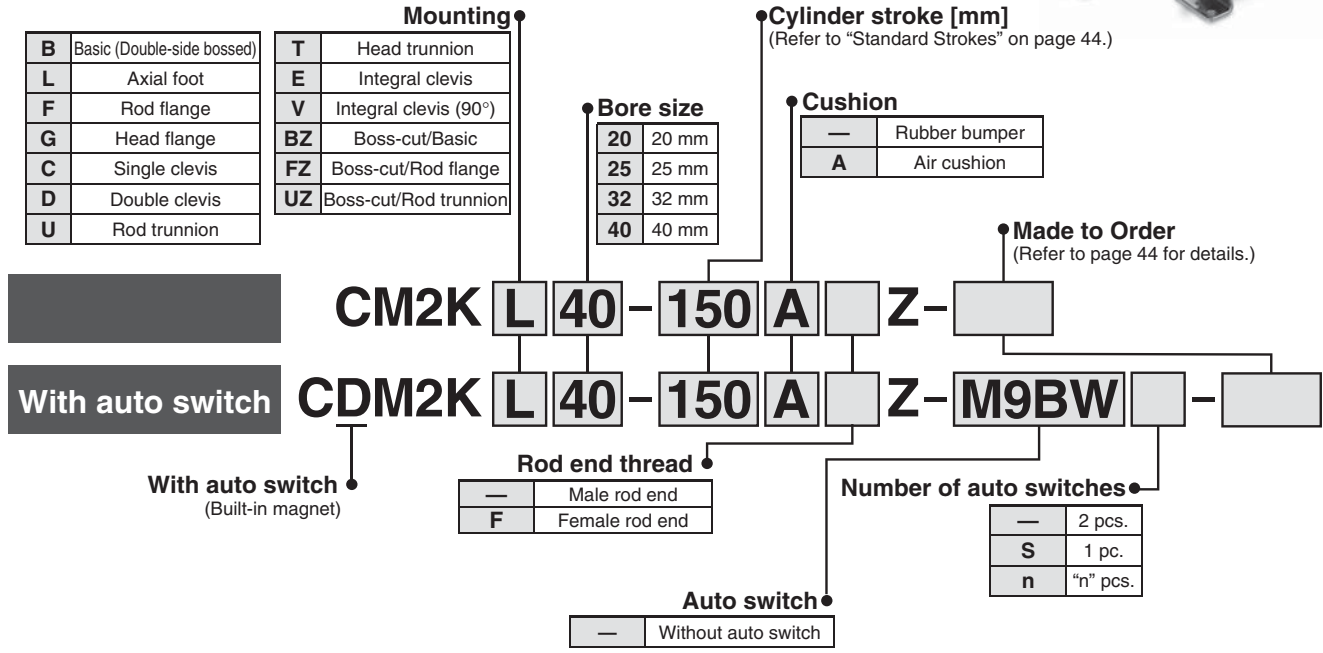 Mounting
B Basic (Double-side bossed)
L Axial foot
F Rod flange
G Head flange
C Single clevis
D Double clevis
U Rod trunnion
T Head trunnion
E Integral clevis
V Integral clevis (90°)
BZ Boss-cut/Basic
FZ Boss-cut/Rod flange
UZ Boss-cut/Rod trunnion
Bore size
20 20 mm
25 25 mm
32 32 mm
40 40 mm
Cylinder stroke [mm]
(Refer to “Standard Strokes” on page 44.)
Cushion
— Rubber bumper
A Air cushion
Made to Order
(Refer to page 44 for details.)
CM2K L 40 – 150 A Z –
With auto switch CDM2K L 40 – 150 A Z – M9BW –
With auto switch
(Built-in magnet)
Rod end thread
— Male rod end
F Female rod end
Number of auto switches
— 2 pcs.
S 1 pc.
n “n” pcs.
Auto switch
— Without auto switch